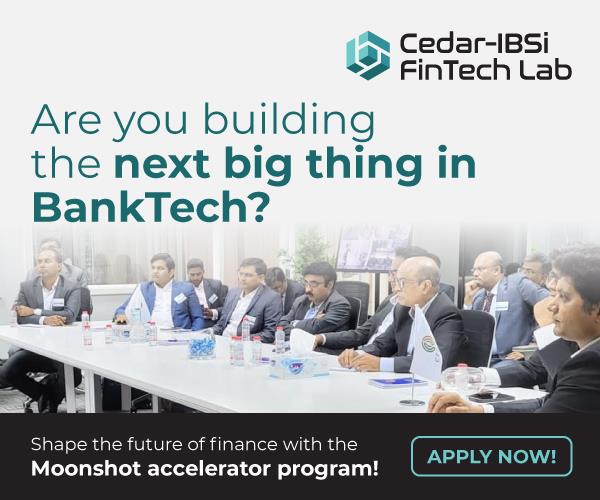 Cedar-IBSi
FinTech Lab
Are you building
the next big thing in
BankTech?
Shape the future of finance with the
Moonshot accelerator program!
APPLY NOW!